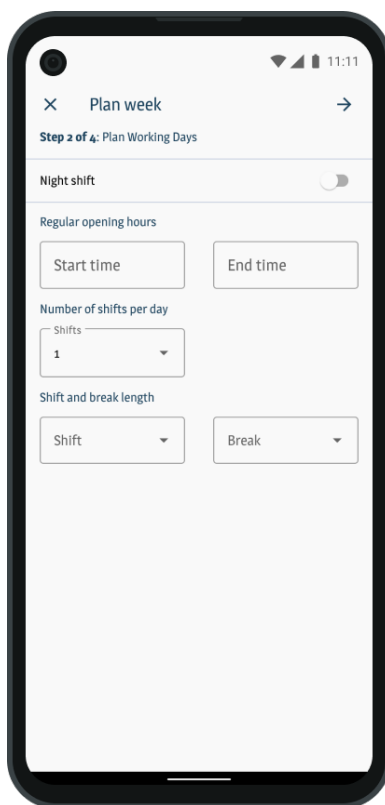 11:11
Plan week
Step 2 of 4: Plan Working Days
Night shift
Regular opening hours
Start time End time
Number of shifts per day
Shifts
1
Shift and break length
Shift Break